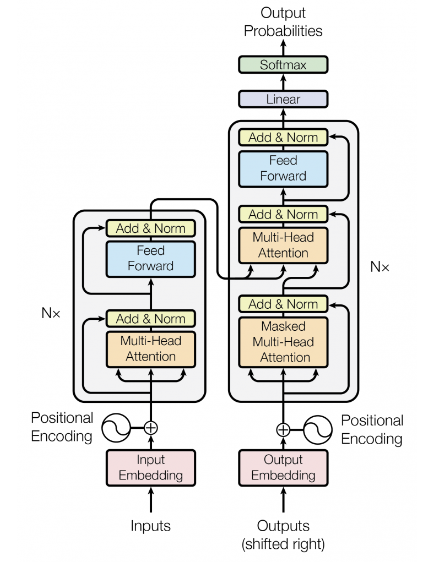 Output
Probabilities
Softmax
Linear
Add & Norm
Feed
Forward
Add & Norm
Multi-Head
Attention
Add & Norm
Masked
Multi-Head
Attention
N×
Add & Norm
Feed
Forward
Add & Norm
Multi-Head
Attention
N×
Positional
Encoding
Positional
Encoding
Input
Embedding
Output
Embedding
Inputs
Outputs
(shifted right)